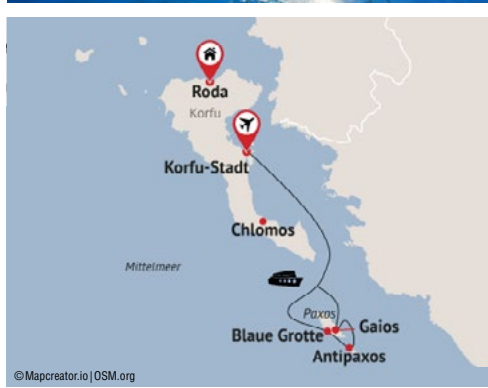 Roda
Korfu
Korfu-Stadt
Chlomos
Mittelmeer
Paxos
Blaue Grotte
Gaios
Antipaxos
©Mapcreator.io|OSM.org